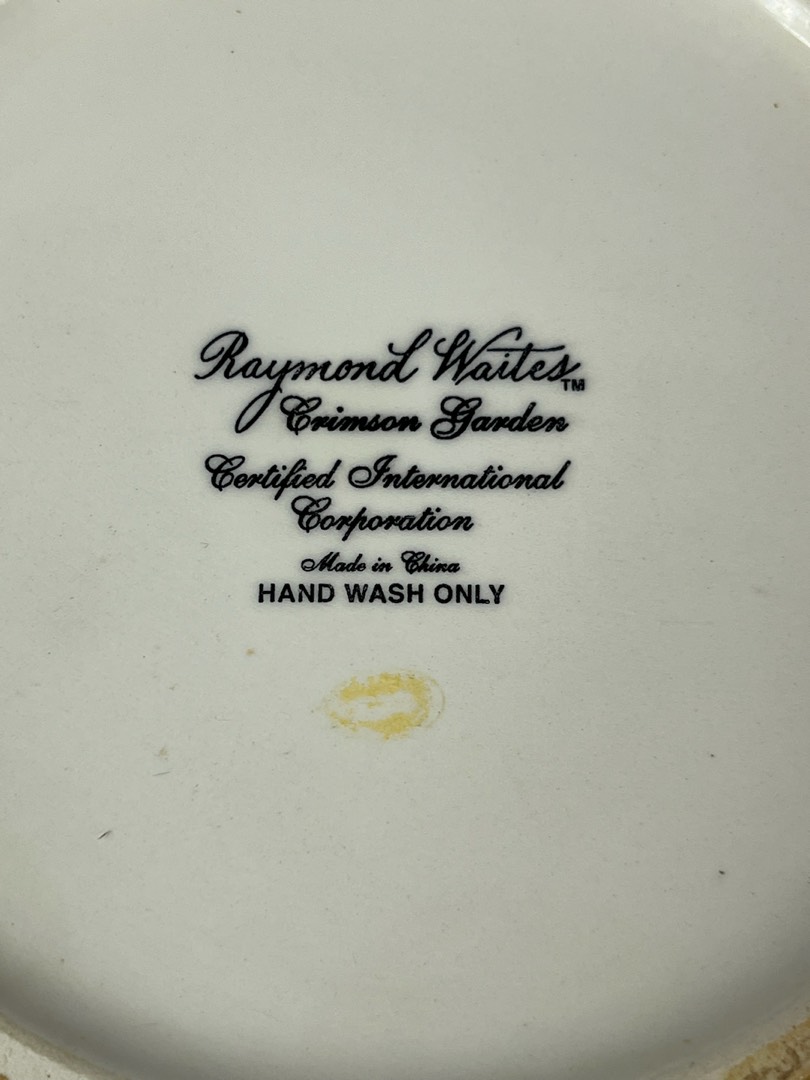 Raymond Waites™
Crimson Garden
Certified International
Corporation
Made in China
HAND WASH ONLY